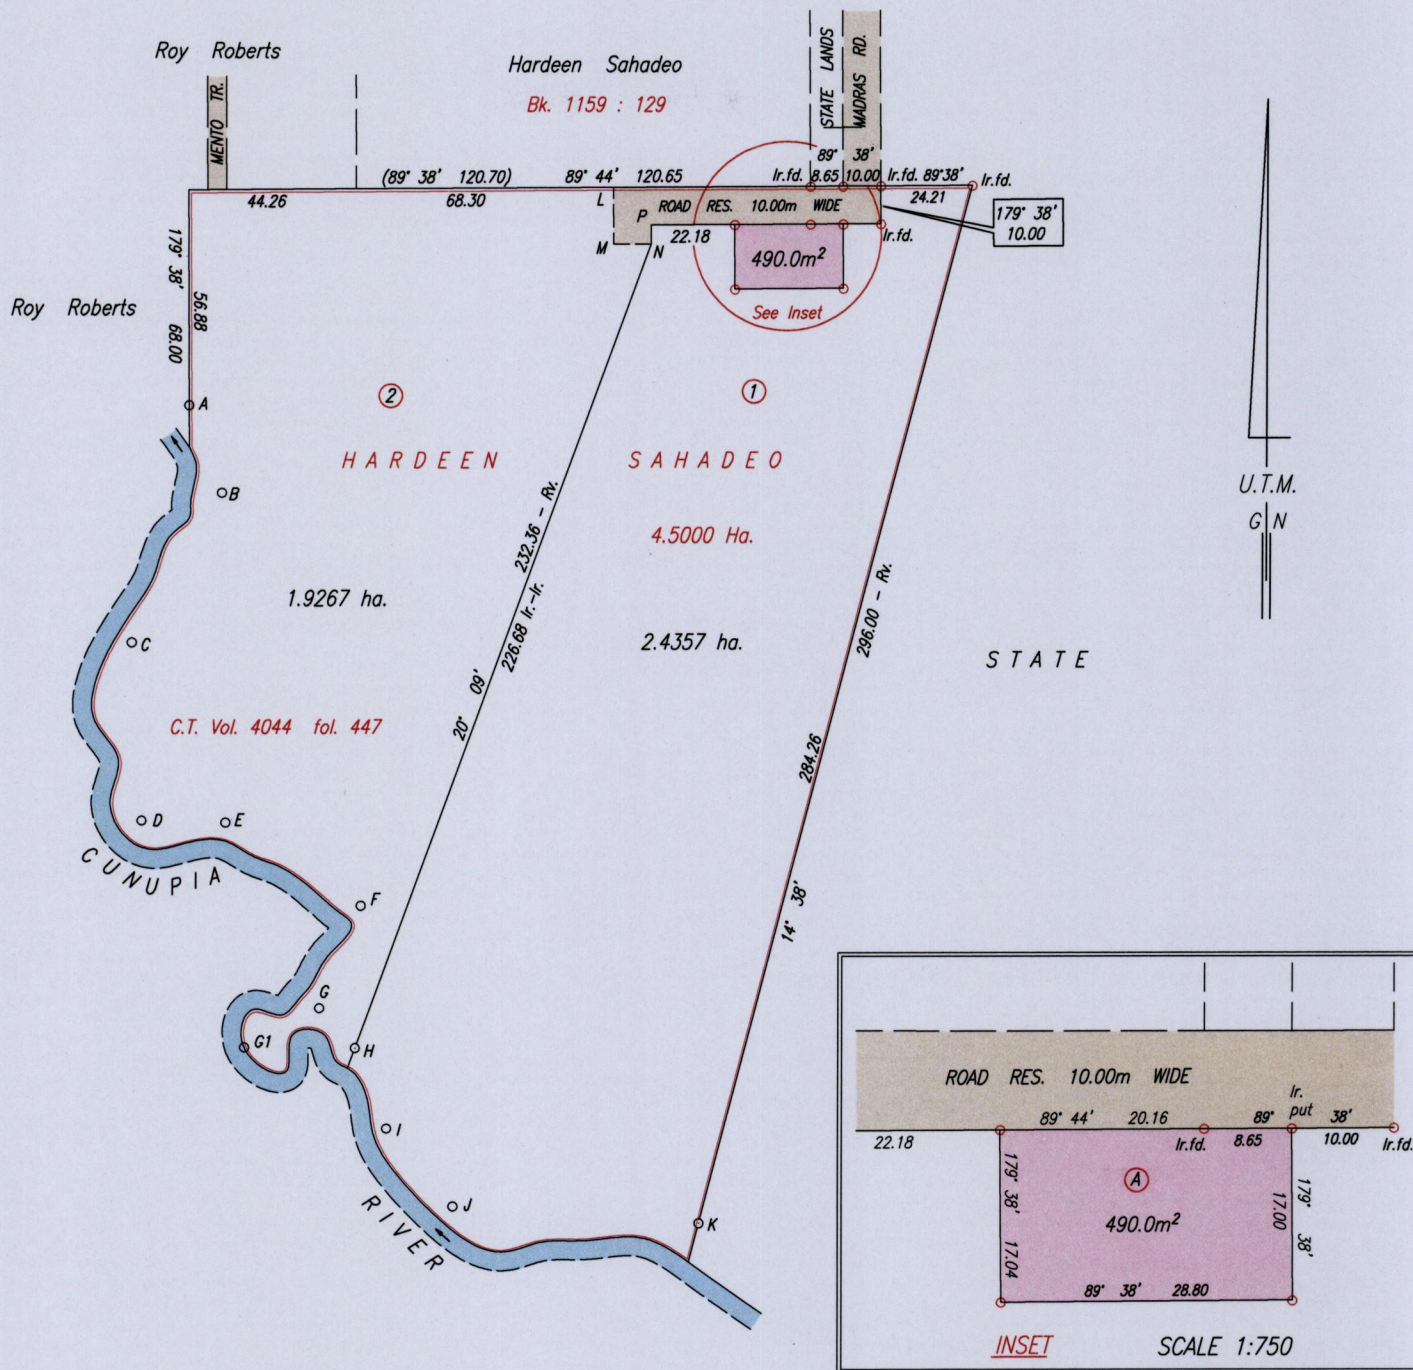 Roy Roberts
Hardeen Sahadeo
Bk. 1159 : 129
MENTO TR.
STATE LANDS
MADRAS RD.
(89° 38' 120.70)
89° 44' 120.65
Ir.fd.
89° 38'
8.65
10.00
Ir.fd.
89°38'
Ir.fd.
44.26
68.30
L
P
ROAD RES. 10.00m WIDE
24.21
179° 38'
10.00
M
N
22.18
Ir.fd.
490.0m²
See Inset
179° 38'
56.88
68.00
Roy Roberts
A
2
1
HARDEEN SAHADEO
U.T.M.
G N
B
4.5000 Ha.
232.36 - Rv.
226.68 Ir.-Ir.
20° 09'
1.9267 ha.
2.4357 ha.
296.00 - Rv.
284.26
14° 38'
STATE
C
C.T. Vol. 4044 fol. 447
D
E
CUNUPIA
F
G
G1
H
I
J
RIVER
K
ROAD RES. 10.00m WIDE
Ir.
put
89° 44' 20.16
89° 38'
22.18
Ir.fd.
8.65
10.00
Ir.fd.
179° 38' 17.04
A
490.0m²
17.00
179° 38'
89° 38' 28.80
INSET
SCALE 1:750